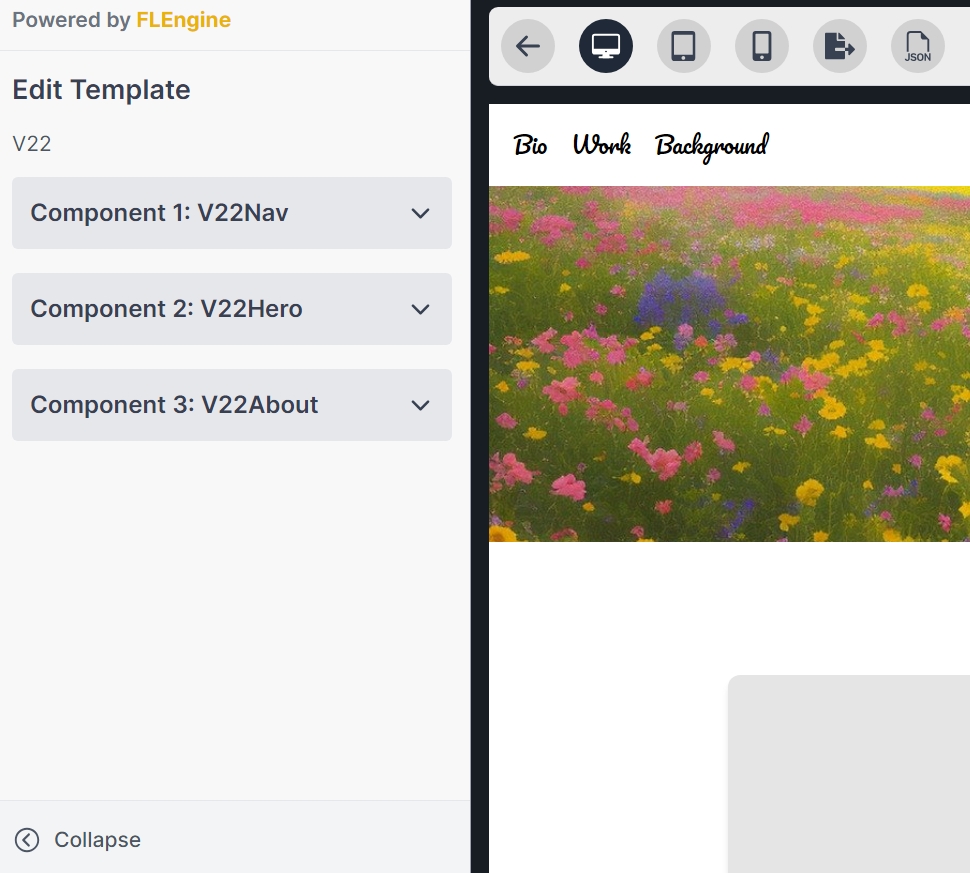 Powered by FLEngine
Edit Template
V22
Component 1: V22Nav
Component 2: V22Hero
Component 3: V22About
Collapse
JSON
Bio Work Background